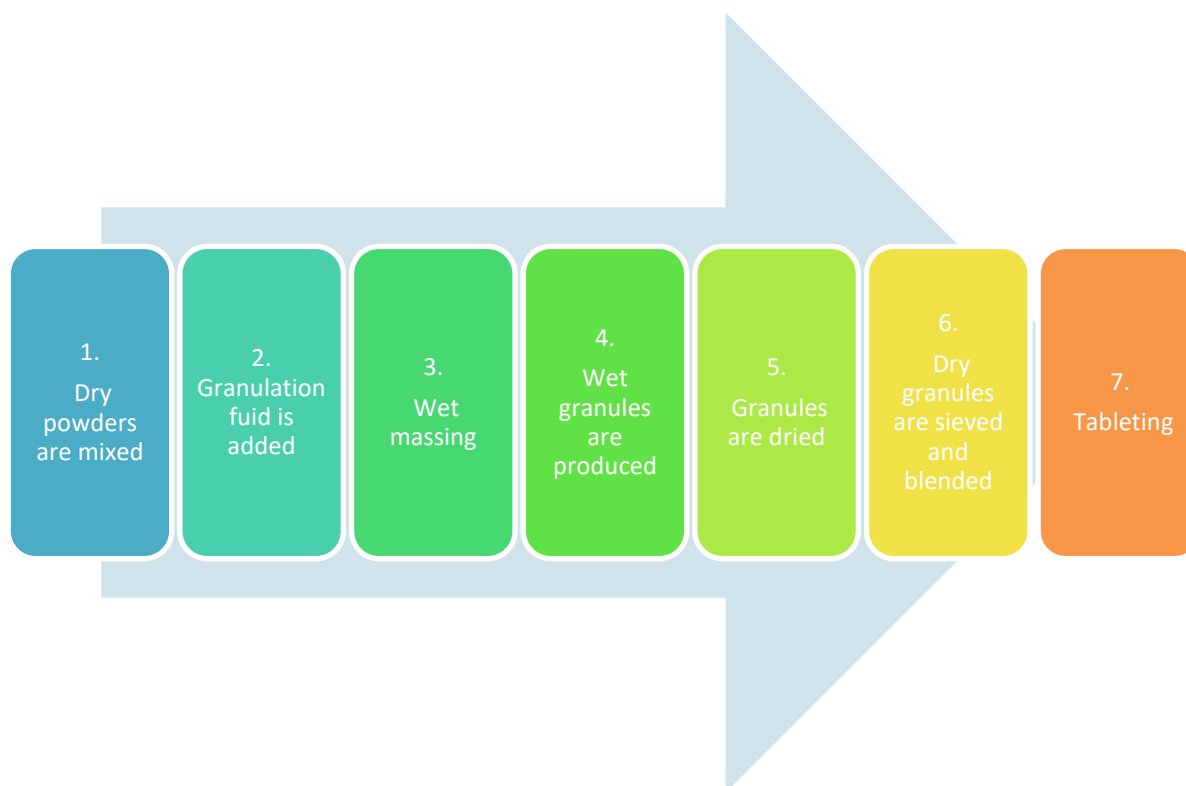 1.
Dry
powders
are mixed
2.
Granulation
fuid is
added
3.
Wet
massing
4.
Wet
granules
are
produced
5.
Granules
are dried
6.
Dry
granules
are sieved
and
blended
7.
Tableting